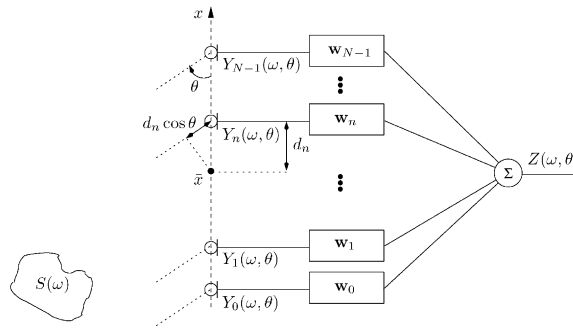 x
Y_{N−1}(ω, θ)
w_{N−1}
θ
d_n cos θ
Y_n(ω, θ)
w_n
d_n
x̄
Z(ω, θ
Σ
Y_1(ω, θ)
w_1
S(ω)
Y_0(ω, θ)
w_0